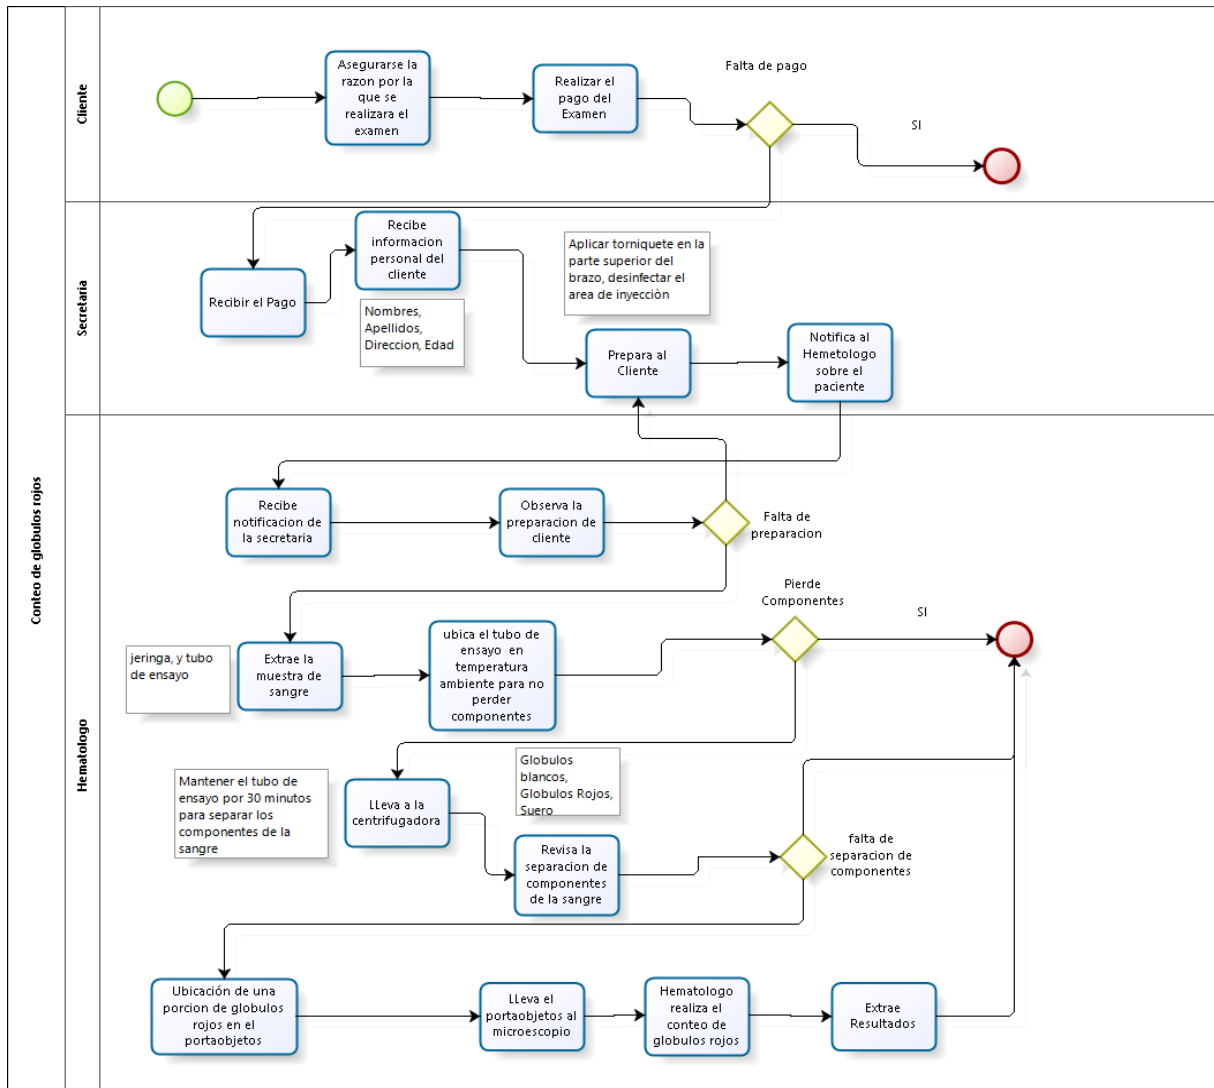 Conteo de globulos rojos
Cliente
Asegurarse la
razon por la
que se
realizara el
examen
Realizar el
pago del
Examen
Falta de pago
SI
Secretaria
Recibir el Pago
Recibe
informacion
personal del
cliente
Nombres,
Apellidos,
Direccion, Edad
Aplicar torniquete en la
parte superior del
brazo, desinfectar el
area de inyecciòn
Prepara al
Cliente
Notifica al
Hemetologo
sobre el
paciente
Hematologo
Recibe
notificacion de
la secretaria
Observa la
preparacion de
cliente
Falta de
preparacion
jeringa, y tubo
de ensayo
Extrae la
muestra de
sangre
ubica el tubo de
ensayo en
temperatura
ambiente para no
perder
componentes
Pierde
Componentes
SI
Mantener el tubo de
ensayo por 30 minutos
para separar los
componentes de la
sangre
LLeva a la
centrifugadora
Globulos
blancos,
Globulos Rojos,
Suero
Revisa la
separacion de
componentes
de la sangre
falta de
separacion de
componentes
Ubicación de una
porcion de globulos
rojos en el
portaobjetos
LLeva el
portaobjetos al
microscopio
Hematologo
realiza el
conteo de
globulos rojos
Extrae
Resultados